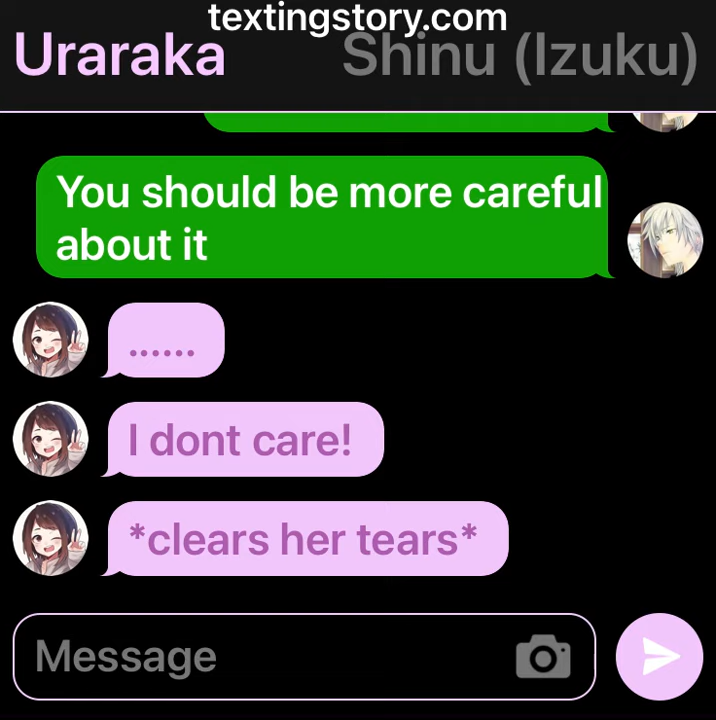 textingstory.com
Uraraka
Shinu (Izuku)
You should be more careful
about it
......
I dont care!
*clears her tears*
Message